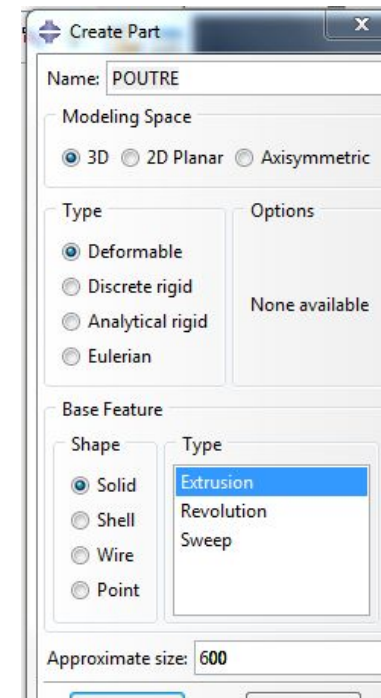 Create Part
X
Name: POUTRE
Modeling Space
3D 2D Planar Axisymmetric
Type
Deformable
Discrete rigid
Analytical rigid
Eulerian
Options
None available
Base Feature
Shape
Solid
Shell
Wire
Point
Type
Extrusion
Revolution
Sweep
Approximate size: 600